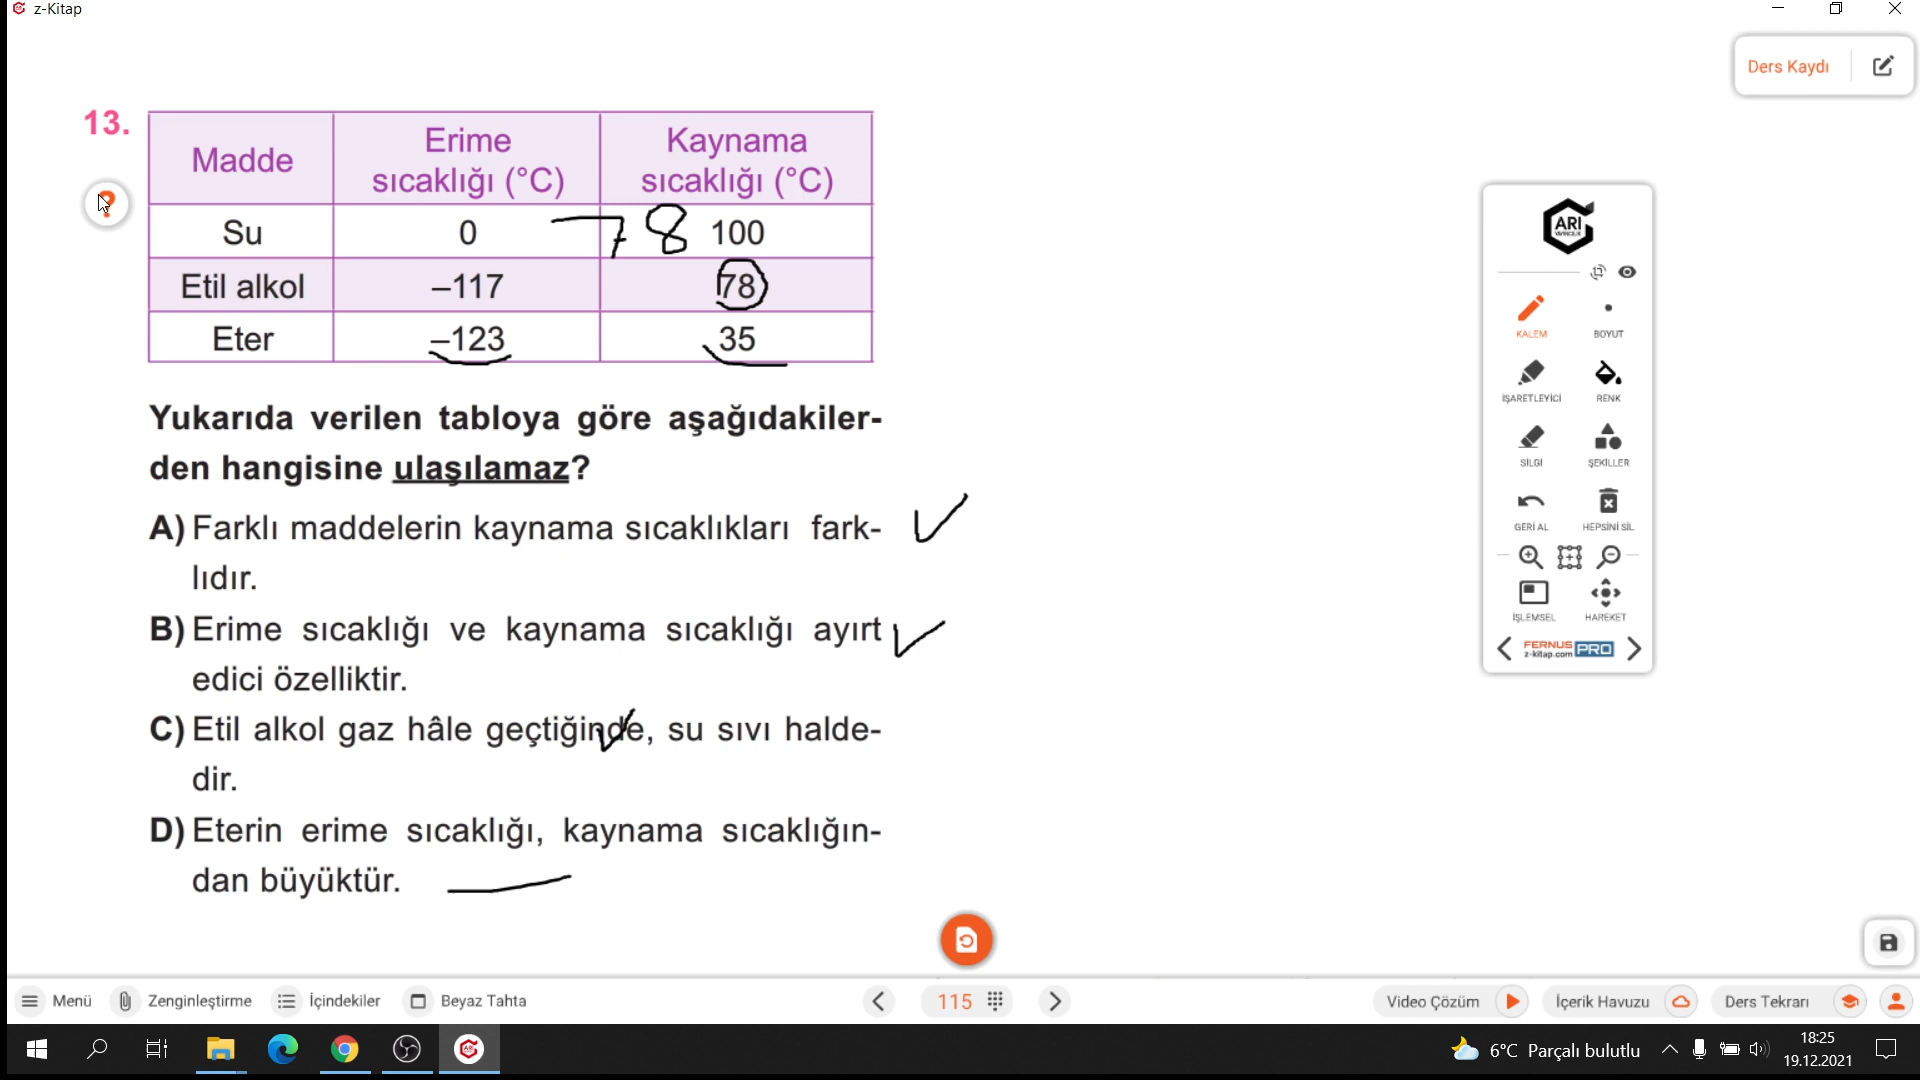 z-Kitap
Ders Kaydı
13.
Madde Erime sıcaklığı (°C) Kaynama sıcaklığı (°C)
Su 0 78 100
Etil alkol –117 78
Eter –123 35
Yukarıda verilen tabloya göre aşağıdakiler-
den hangisine ulaşılamaz?
A) Farklı maddelerin kaynama sıcaklıkları fark-
lıdır.
B) Erime sıcaklığı ve kaynama sıcaklığı ayırt
edici özelliktir.
C) Etil alkol gaz hâle geçtiğinde, su sıvı halde-
dir.
D) Eterin erime sıcaklığı, kaynama sıcaklığın-
dan büyüktür.
ARI
YAYINCILIK
KALEM BOYUT
İŞARETLEYİCİ RENK
SİLGİ ŞEKİLLER
GERİ AL HEPSİNİ SİL
İŞLEMSEL HAREKET
FERNUS
z-kitap.com PRO
Menü Zenginleştirme İçindekiler Beyaz Tahta 115 Video Çözüm İçerik Havuzu Ders Tekrarı
6°C Parçalı bulutlu 18:25
19.12.2021